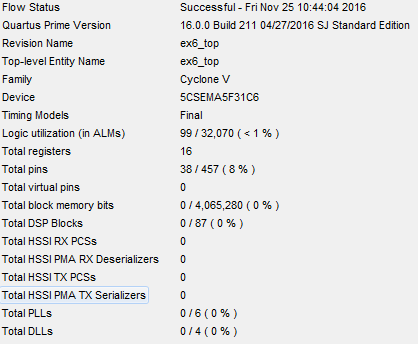 Flow Status Successful - Fri Nov 25 10:44:04 2016
Quartus Prime Version 16.0.0 Build 211 04/27/2016 SJ Standard Edition
Revision Name ex6_top
Top-level Entity Name ex6_top
Family Cyclone V
Device 5CSEMA5F31C6
Timing Models Final
Logic utilization (in ALMs) 99 / 32,070 ( < 1 % )
Total registers 16
Total pins 38 / 457 ( 8 % )
Total virtual pins 0
Total block memory bits 0 / 4,065,280 ( 0 % )
Total DSP Blocks 0 / 87 ( 0 % )
Total HSSI RX PCSs 0
Total HSSI PMA RX Deserializers 0
Total HSSI TX PCSs 0
Total HSSI PMA TX Serializers 0
Total PLLs 0 / 6 ( 0 % )
Total DLLs 0 / 4 ( 0 % )